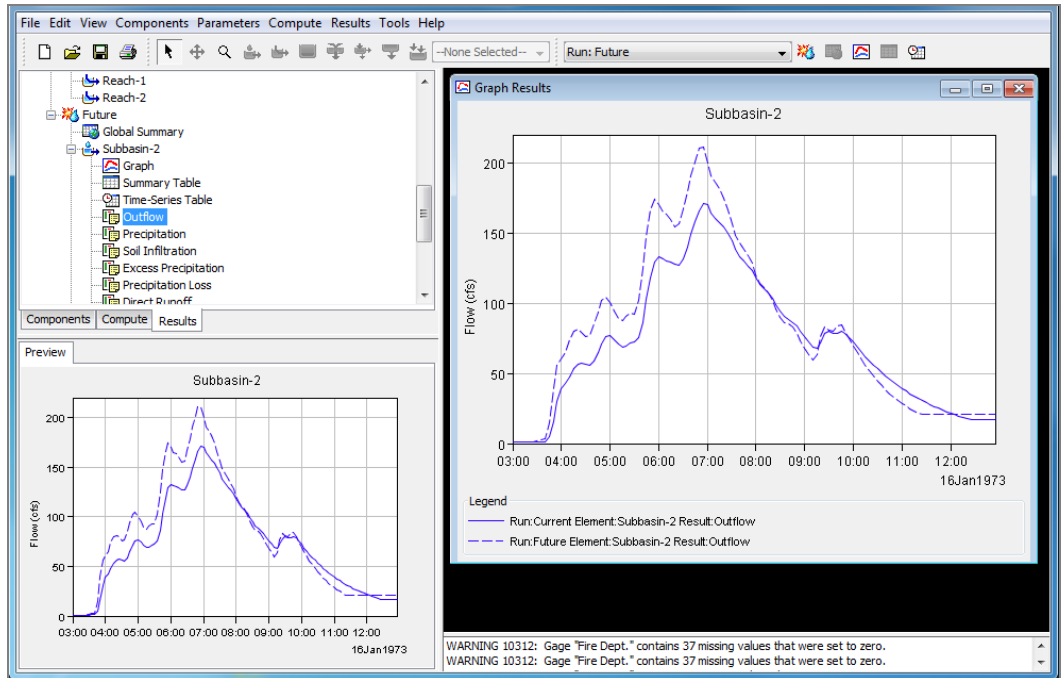 File Edit View Components Parameters Compute Results Tools Help
--None Selected-- Run: Future
Reach-1
Reach-2
Future
Global Summary
Subbasin-2
Graph
Summary Table
Time-Series Table
Outflow
Precipitation
Soil Infiltration
Excess Precipitation
Precipitation Loss
Direct Runoff
Components Compute Results
Preview
Subbasin-2
200
150
100
50
0
Flow (cfs)
03:00 04:00 05:00 06:00 07:00 08:00 09:00 10:00 11:00 12:00
16Jan1973
Graph Results
Subbasin-2
200
150
100
50
0
Flow (cfs)
03:00 04:00 05:00 06:00 07:00 08:00 09:00 10:00 11:00 12:00
16Jan1973
Legend
Run:Current Element:Subbasin-2 Result:Outflow
Run:Future Element:Subbasin-2 Result:Outflow
WARNING 10312: Gage "Fire Dept." contains 37 missing values that were set to zero.
WARNING 10312: Gage "Fire Dept." contains 37 missing values that were set to zero.